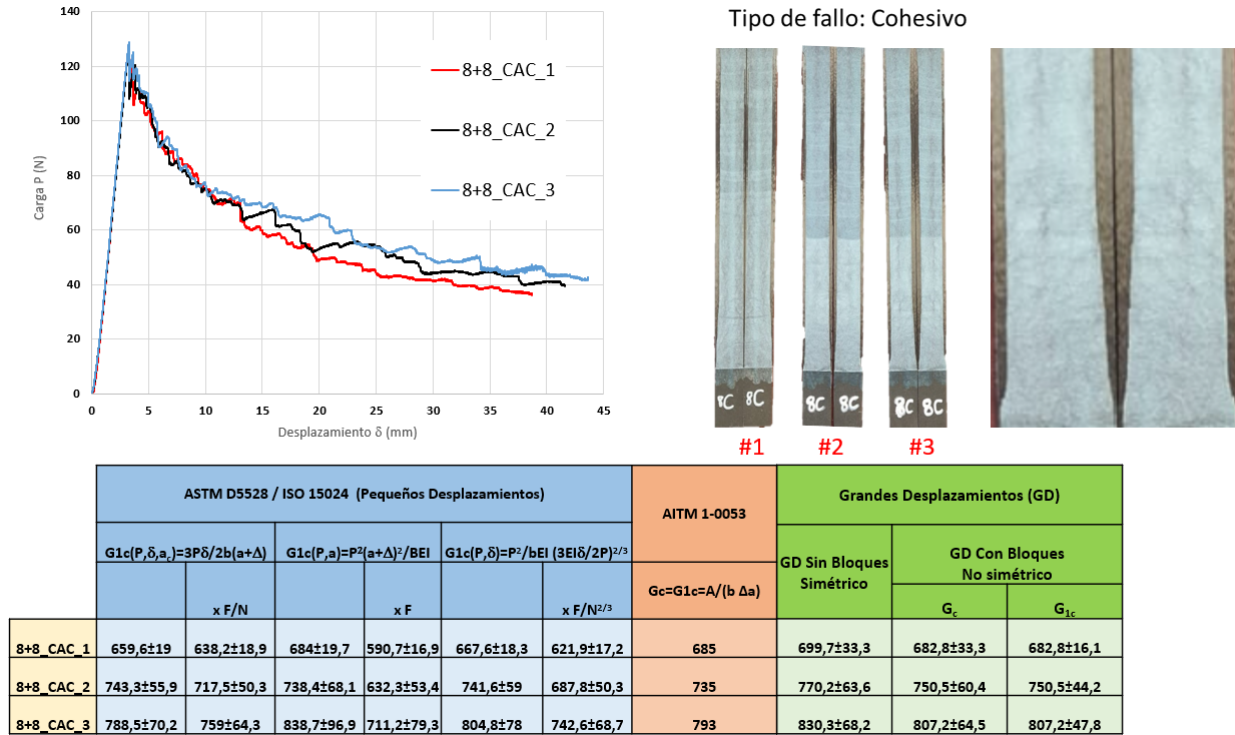 Tipo de fallo: Cohesivo
140
120
100
80
60
40
20
0
Carga P (N)
0 5 10 15 20 25 30 35 40 45
Desplazamiento δ (mm)
8+8_CAC_1
8+8_CAC_2
8+8_CAC_3
8C 8C
8C 8C
8C 8C
#1 #2 #3
ASTM D5528 / ISO 15024 (Pequeños Desplazamientos)
AITM 1-0053
Grandes Desplazamientos (GD)
G1c(P,δ,a꜀)=3Pδ/2b(a+Δ) G1c(P,a)=P²(a+Δ)²/BEI G1c(P,δ)=P²/bEI (3EIδ/2P)²ᐟ³
GD Sin Bloques
Simétrico
GD Con Bloques
No simétrico
x F/N x F x F/N²ᐟ³
Gc=G1c=A/(b Δa)
G꜀ G₁꜀
8+8_CAC_1 659,6±19 638,2±18,9 684±19,7 590,7±16,9 667,6±18,3 621,9±17,2 685 699,7±33,3 682,8±33,3 682,8±16,1
8+8_CAC_2 743,3±55,9 717,5±50,3 738,4±68,1 632,3±53,4 741,6±59 687,8±50,3 735 770,2±63,6 750,5±60,4 750,5±44,2
8+8_CAC_3 788,5±70,2 759±64,3 838,7±96,9 711,2±79,3 804,8±78 742,6±68,7 793 830,3±68,2 807,2±64,5 807,2±47,8